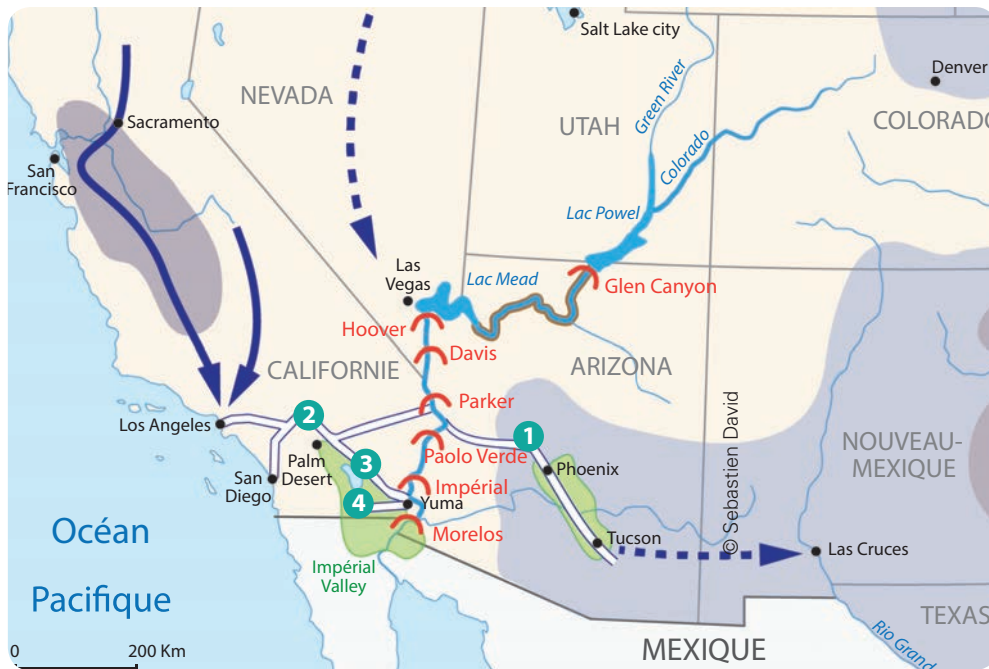 Salt Lake city
Denver
NEVADA
Green River
UTAH
COLORADO
Sacramento
Colorado
San
Francisco
Lac Powel
Las
Vegas
Lac Mead
Glen Canyon
Hoover
Davis
CALIFORNIE
ARIZONA
Parker
Los Angeles
2
1
NOUVEAU-
MEXIQUE
Paolo Verde
Phoenix
Palm
Desert
3
San
Diego
Impérial
4
Yuma
© Sebastien David
Océan
Pacifique
Morelos
Tucson
Las Cruces
Impérial
Valley
TEXAS
Rio Grand
MEXIQUE
0 200 Km